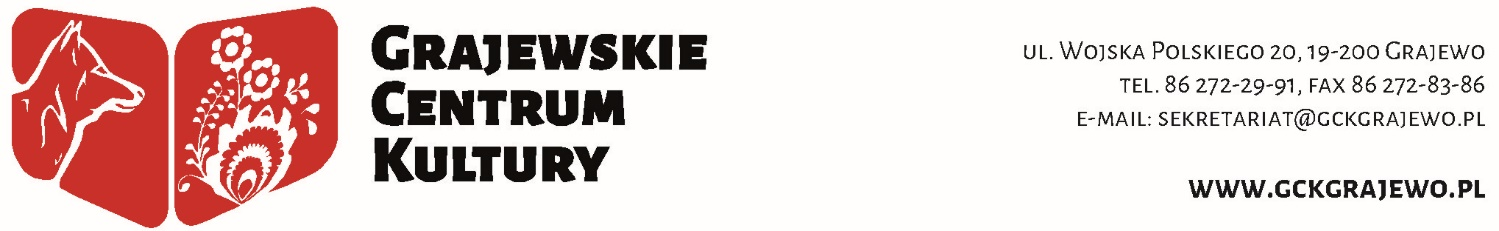 GRAJEWSKIE
CENTRUM
KULTURY
UL. WOJSKA POLSKIEGO 20, 19-200 GRAJEWO
TEL. 86 272-29-91, FAX 86 272-83-86
E-MAIL: SEKRETARIAT@GCKGRAJEWO.PL
WWW.GCKGRAJEWO.PL